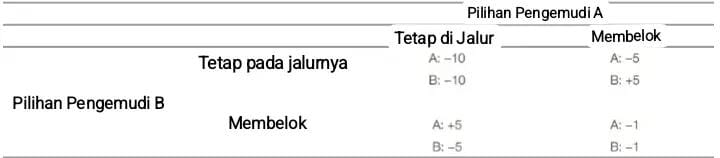 Pilihan Pengemudi A
Tetap di Jalur Membelok
Tetap pada jalurnya A: −10 A: −5
B: −10 B: +5
Pilihan Pengemudi B
Membelok A: +5 A: −1
B: −5 B: −1